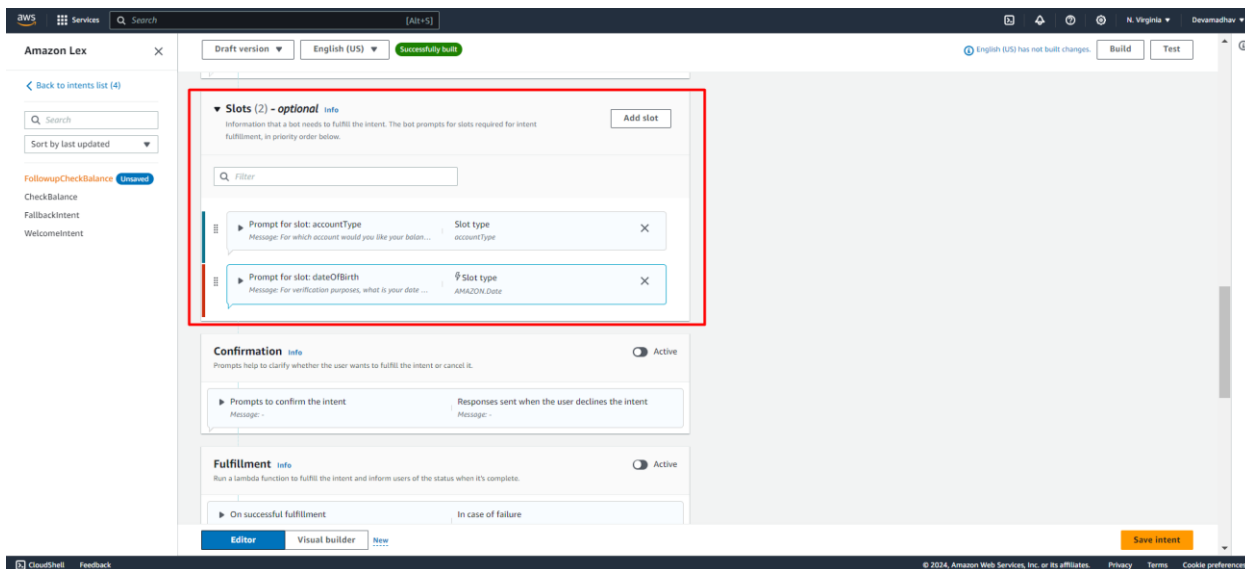 aws
Services
Search
[Alt+S]
N. Virginia
Devamadhav
Amazon Lex
Draft version
English (US)
Successfully built
English (US) has not built changes.
Build
Test
Back to intents list (4)
Search
Sort by last updated
FollowupCheckBalance
Unsaved
CheckBalance
FallbackIntent
WelcomeIntent
Slots (2) - optional Info
Information that a bot needs to fulfill the intent. The bot prompts for slots required for intent
fulfillment, in priority order below.
Add slot
Filter
Prompt for slot: accountType
Message: For which account would you like your balan...
Slot type
accountType
Prompt for slot: dateOfBirth
Message: For verification purposes, what is your date ...
Slot type
AMAZON.Date
Confirmation Info
Active
Prompts help to clarify whether the user wants to fulfill the intent or cancel it.
Prompts to confirm the intent
Message: -
Responses sent when the user declines the intent
Message: -
Fulfillment Info
Active
Run a lambda function to fulfill the intent and inform users of the status when it's complete.
On successful fulfillment
In case of failure
Editor
Visual builder
New
Save intent
CloudShell
Feedback
© 2024, Amazon Web Services, Inc. or its affiliates.
Privacy
Terms
Cookie preferences